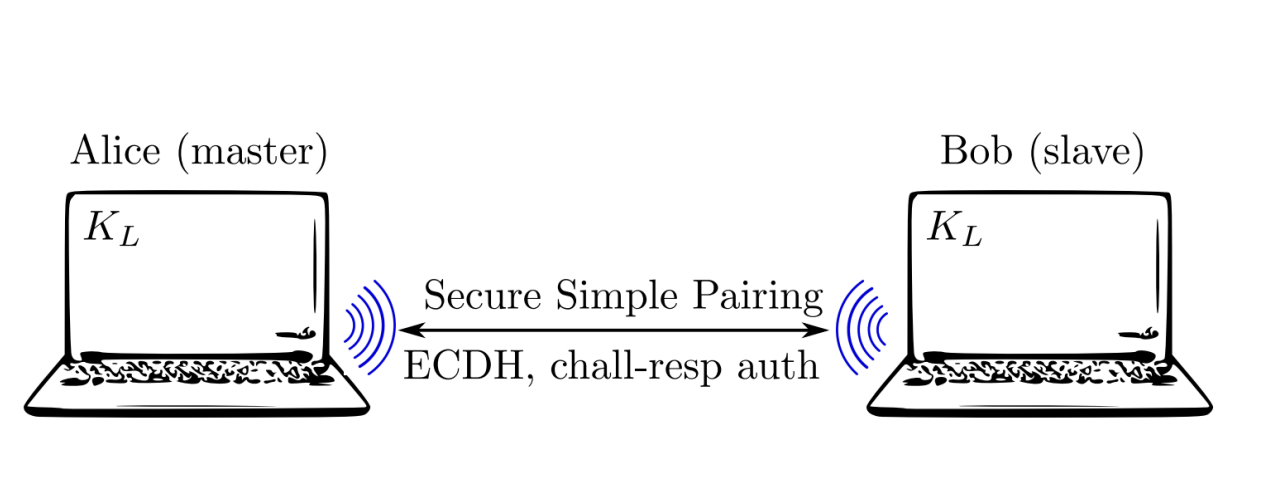 Alice (master)
Bob (slave)
K_L
K_L
Secure Simple Pairing
ECDH, chall-resp auth